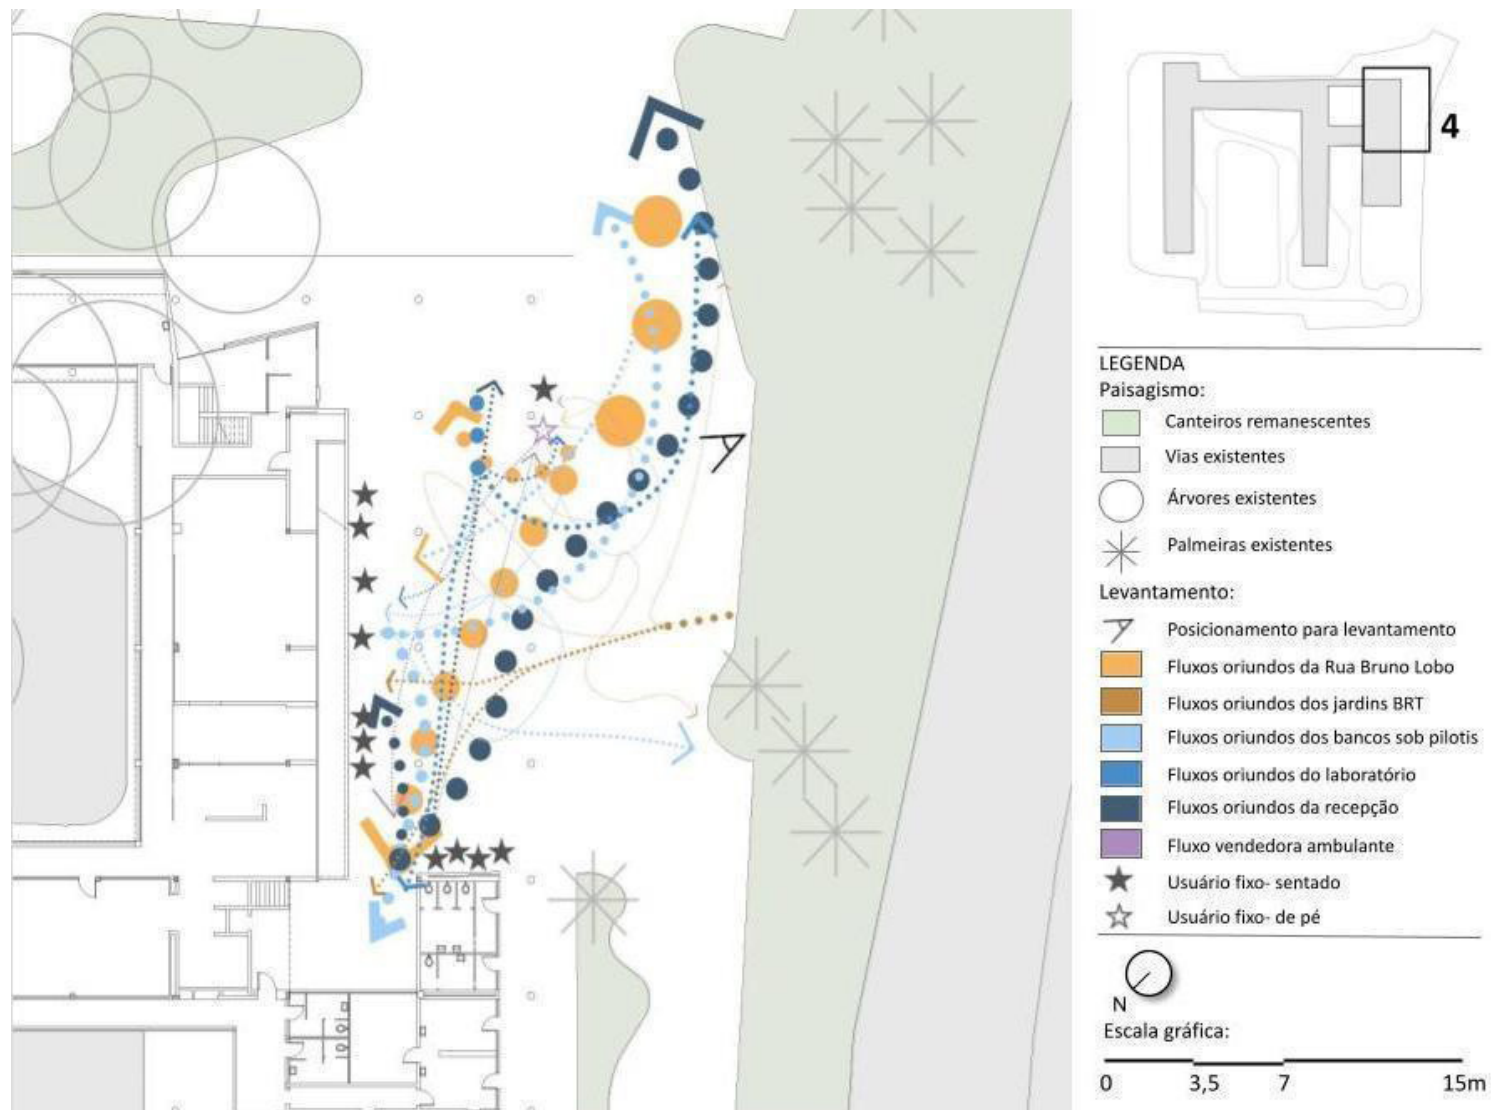 4
LEGENDA
Paisagismo:
Canteiros remanescentes
Vias existentes
Árvores existentes
Palmeiras existentes
Levantamento:
Posicionamento para levantamento
Fluxos oriundos da Rua Bruno Lobo
Fluxos oriundos dos jardins BRT
Fluxos oriundos dos bancos sob pilotis
Fluxos oriundos do laboratório
Fluxos oriundos da recepção
Fluxo vendedora ambulante
Usuário fixo- sentado
Usuário fixo- de pé
N
Escala gráfica:
0 3,5 7 15m